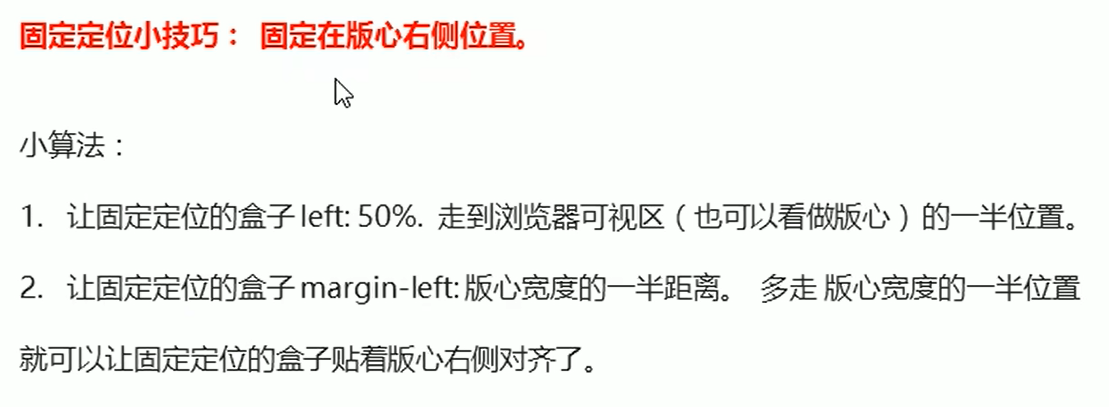 固定定位小技巧： 固定在版心右侧位置。
小算法：
1. 让固定定位的盒子 left: 50%. 走到浏览器可视区（也可以看做版心）的一半位置。
2. 让固定定位的盒子 margin-left: 版心宽度的一半距离。 多走 版心宽度的一半位置
就可以让固定定位的盒子贴着版心右侧对齐了。